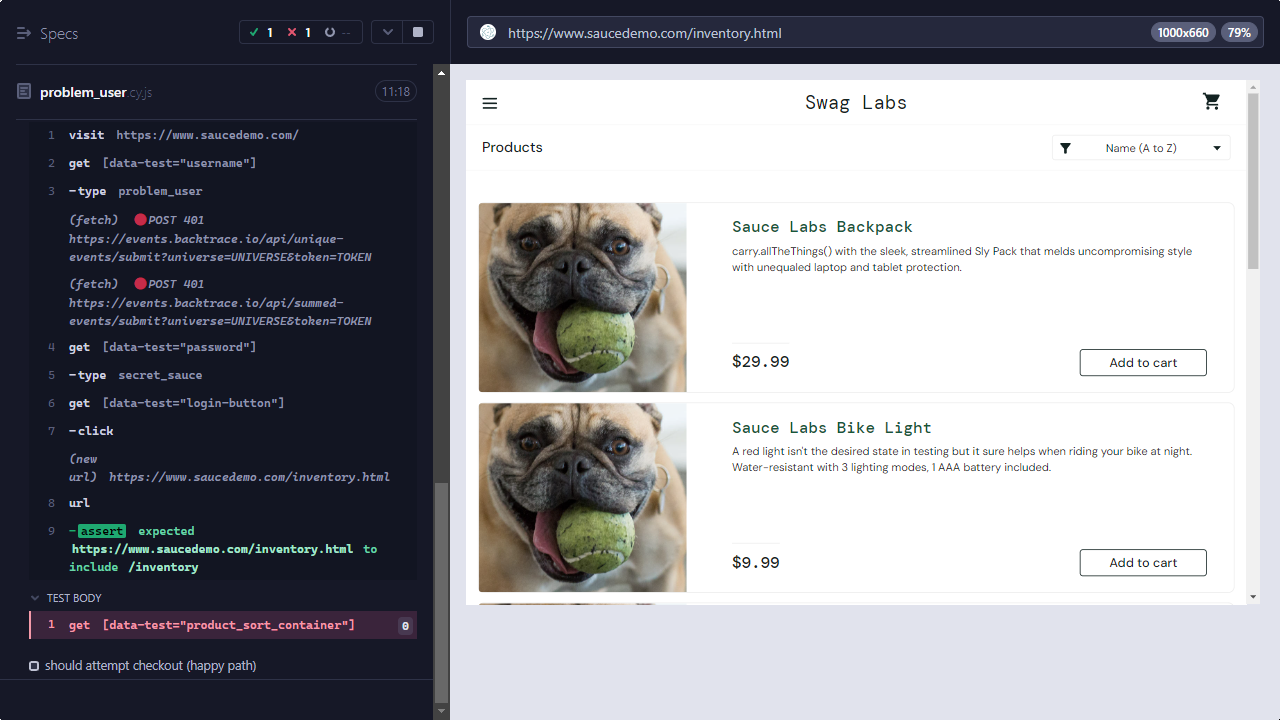 Specs
1 1 --
https://www.saucedemo.com/inventory.html
1000x660 79%
problem_user.cy.js 11:18
1 visit https://www.saucedemo.com/
2 get [data-test="username"]
3 -type problem_user
(fetch) POST 401
https://events.backtrace.io/api/unique-
events/submit?universe=UNIVERSE&token=TOKEN
(fetch) POST 401
https://events.backtrace.io/api/summed-
events/submit?universe=UNIVERSE&token=TOKEN
4 get [data-test="password"]
5 -type secret_sauce
6 get [data-test="login-button"]
7 -click
(new
url) https://www.saucedemo.com/inventory.html
8 url
9 -assert expected
https://www.saucedemo.com/inventory.html to
include /inventory
TEST BODY
1 get [data-test="product_sort_container"] 0
should attempt checkout (happy path)
Swag Labs
Products
Name (A to Z)
Sauce Labs Backpack
carry.allTheThings() with the sleek, streamlined Sly Pack that melds uncompromising style
with unequaled laptop and tablet protection.
$29.99
Add to cart
Sauce Labs Bike Light
A red light isn't the desired state in testing but it sure helps when riding your bike at night.
Water-resistant with 3 lighting modes, 1 AAA battery included.
$9.99
Add to cart